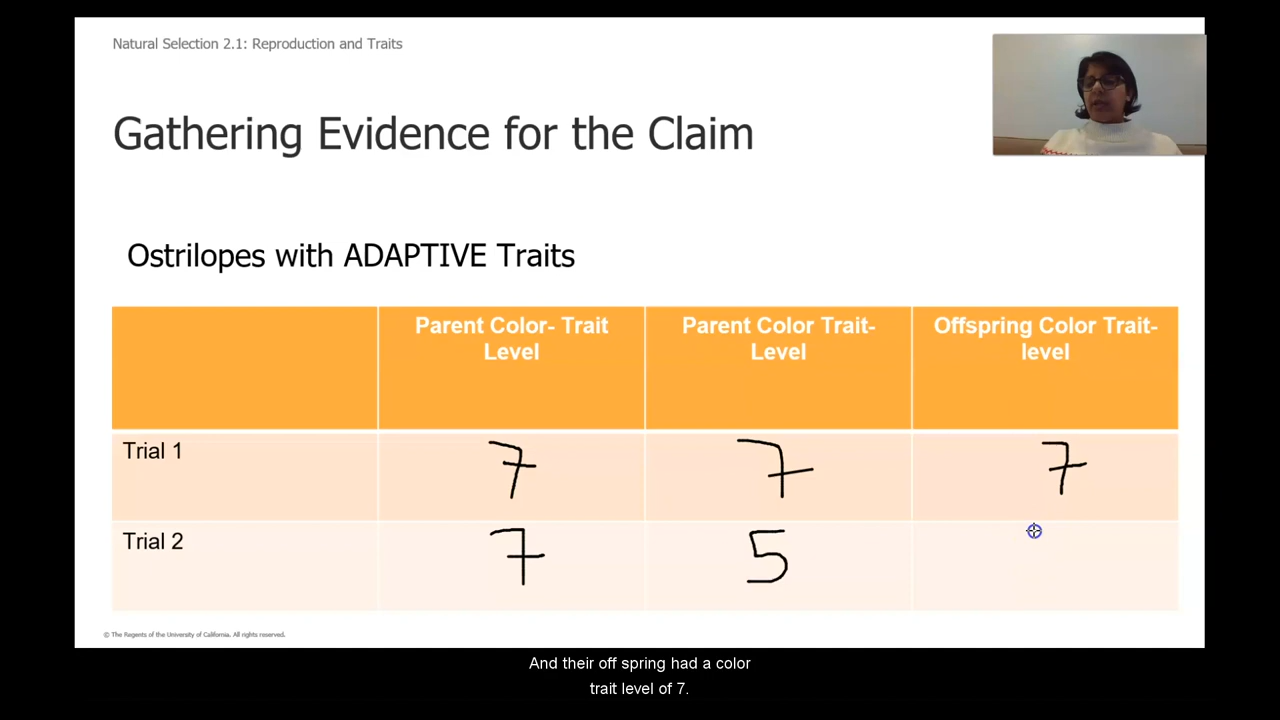 Natural Selection 2.1: Reproduction and Traits
Gathering Evidence for the Claim
Ostrilopes with ADAPTIVE Traits
Parent Color- Trait
Level
Parent Color Trait-
Level
Offspring Color Trait-
level
Trial 1
7
7
7
Trial 2
7
5
© The Regents of the University of California. All rights reserved.
And their off spring had a color
trait level of 7.